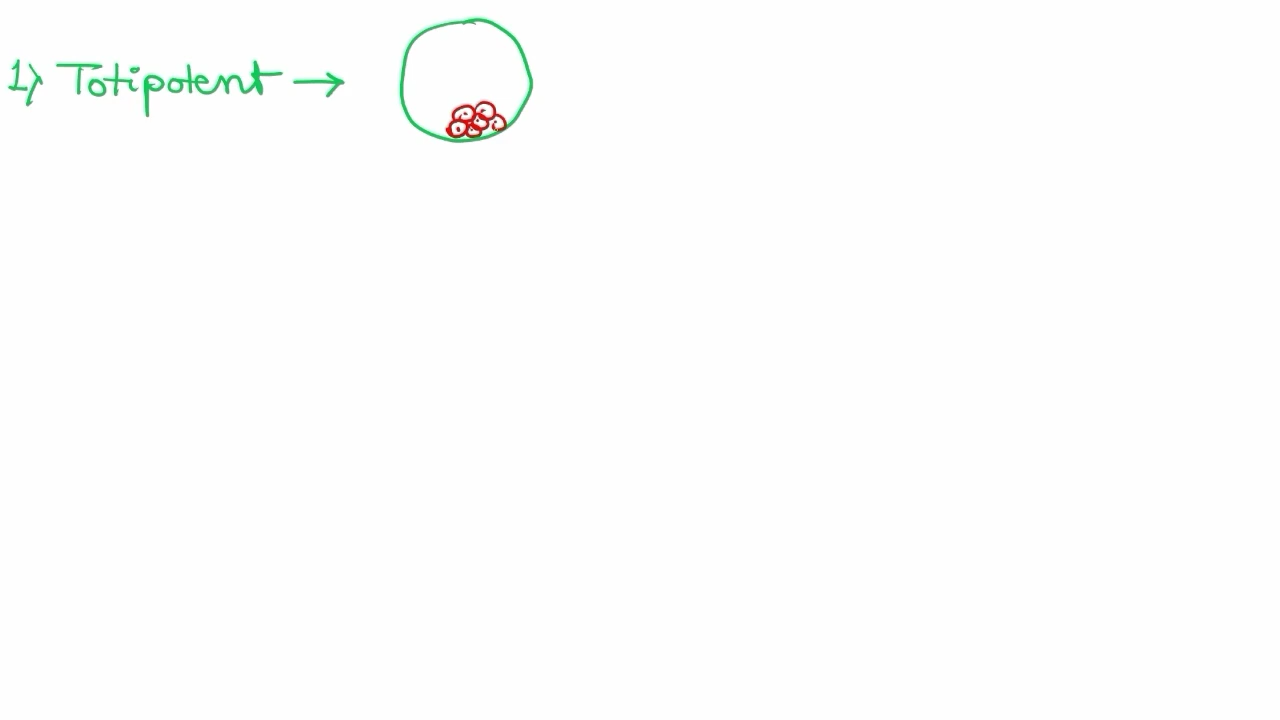 1) Totipotent →